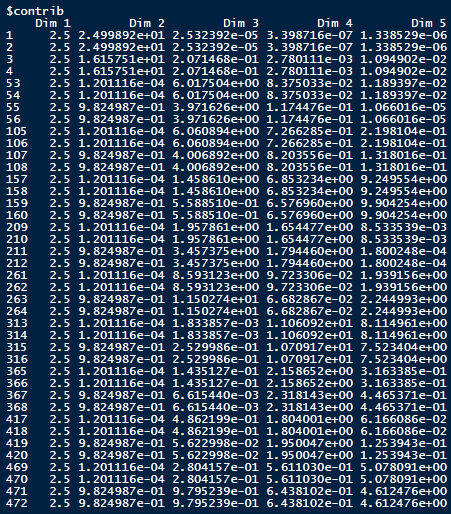 $contrib
    Dim 1        Dim 2        Dim 3        Dim 4        Dim 5
1     2.5 2.499892e+01 2.532392e-05 3.398716e-07 1.338529e-06
2     2.5 2.499892e+01 2.532392e-05 3.398716e-07 1.338529e-06
3     2.5 1.615751e+01 2.071468e-01 2.780111e-03 1.094902e-02
4     2.5 1.615751e+01 2.071468e-01 2.780111e-03 1.094902e-02
53    2.5 1.201116e-04 6.017504e+00 8.375033e-02 1.189397e-02
54    2.5 1.201116e-04 6.017504e+00 8.375033e-02 1.189397e-02
55    2.5 9.824987e-01 3.971626e+00 1.174476e-01 1.066016e-05
56    2.5 9.824987e-01 3.971626e+00 1.174476e-01 1.066016e-05
105   2.5 1.201116e-04 6.060894e+00 7.266285e-01 2.198104e-01
106   2.5 1.201116e-04 6.060894e+00 7.266285e-01 2.198104e-01
107   2.5 9.824987e-01 4.006892e+00 8.203556e-01 1.318016e-01
108   2.5 9.824987e-01 4.006892e+00 8.203556e-01 1.318016e-01
157   2.5 1.201116e-04 1.458610e+00 6.853234e+00 9.249554e+00
158   2.5 1.201116e-04 1.458610e+00 6.853234e+00 9.249554e+00
159   2.5 9.824987e-01 5.588510e-01 6.576960e+00 9.904254e+00
160   2.5 9.824987e-01 5.588510e-01 6.576960e+00 9.904254e+00
209   2.5 1.201116e-04 1.957861e+00 1.654477e+00 8.533539e-03
210   2.5 1.201116e-04 1.957861e+00 1.654477e+00 8.533539e-03
211   2.5 9.824987e-01 3.457375e+00 1.794460e+00 1.800248e-04
212   2.5 9.824987e-01 3.457375e+00 1.794460e+00 1.800248e-04
261   2.5 1.201116e-04 8.593123e+00 9.723306e-02 1.939156e+00
262   2.5 1.201116e-04 8.593123e+00 9.723306e-02 1.939156e+00
263   2.5 9.824987e-01 1.150274e+01 6.682867e-02 2.244993e+00
264   2.5 9.824987e-01 1.150274e+01 6.682867e-02 2.244993e+00
313   2.5 1.201116e-04 1.833857e-03 1.106092e+01 8.114961e+00
314   2.5 1.201116e-04 1.833857e-03 1.106092e+01 8.114961e+00
315   2.5 9.824987e-01 2.529986e-01 1.070917e+01 7.523404e+00
316   2.5 9.824987e-01 2.529986e-01 1.070917e+01 7.523404e+00
365   2.5 1.201116e-04 1.435127e-01 2.158652e+00 3.163385e-01
366   2.5 1.201116e-04 1.435127e-01 2.158652e+00 3.163385e-01
367   2.5 9.824987e-01 6.615440e-03 2.318143e+00 4.465371e-01
368   2.5 9.824987e-01 6.615440e-03 2.318143e+00 4.465371e-01
417   2.5 1.201116e-04 4.862199e-01 1.804001e+00 6.166086e-02
418   2.5 1.201116e-04 4.862199e-01 1.804001e+00 6.166086e-02
419   2.5 9.824987e-01 5.622998e-02 1.950047e+00 1.253943e-01
420   2.5 9.824987e-01 5.622998e-02 1.950047e+00 1.253943e-01
469   2.5 1.201116e-04 2.804157e-01 5.611030e-01 5.078091e+00
470   2.5 1.201116e-04 2.804157e-01 5.611030e-01 5.078091e+00
471   2.5 9.824987e-01 9.795239e-01 6.438102e-01 4.612476e+00
472   2.5 9.824987e-01 9.795239e-01 6.438102e-01 4.612476e+00